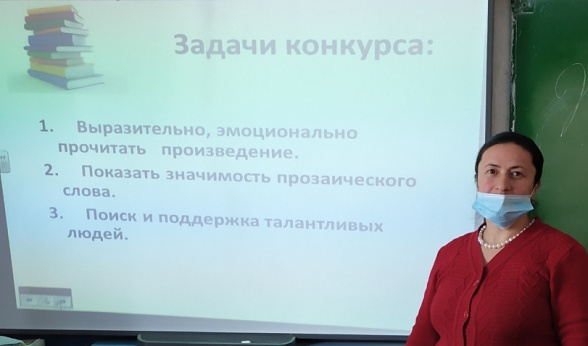 Задачи конкурса:
1. Выразительно, эмоционально
прочитать произведение.
2. Показать значимость прозаического
слова.
3. Поиск и поддержка талантливых
людей.